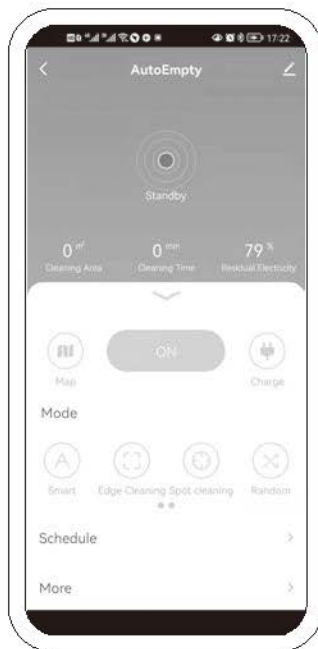 17:22
AutoEmpty
Standby
0 ㎡ 0 min 79 %
Cleaning Area Cleaning Time Residual Electricity
ON
Map Charge
Mode
A
Smart Edge Cleaning Spot cleaning Random
Schedule
More